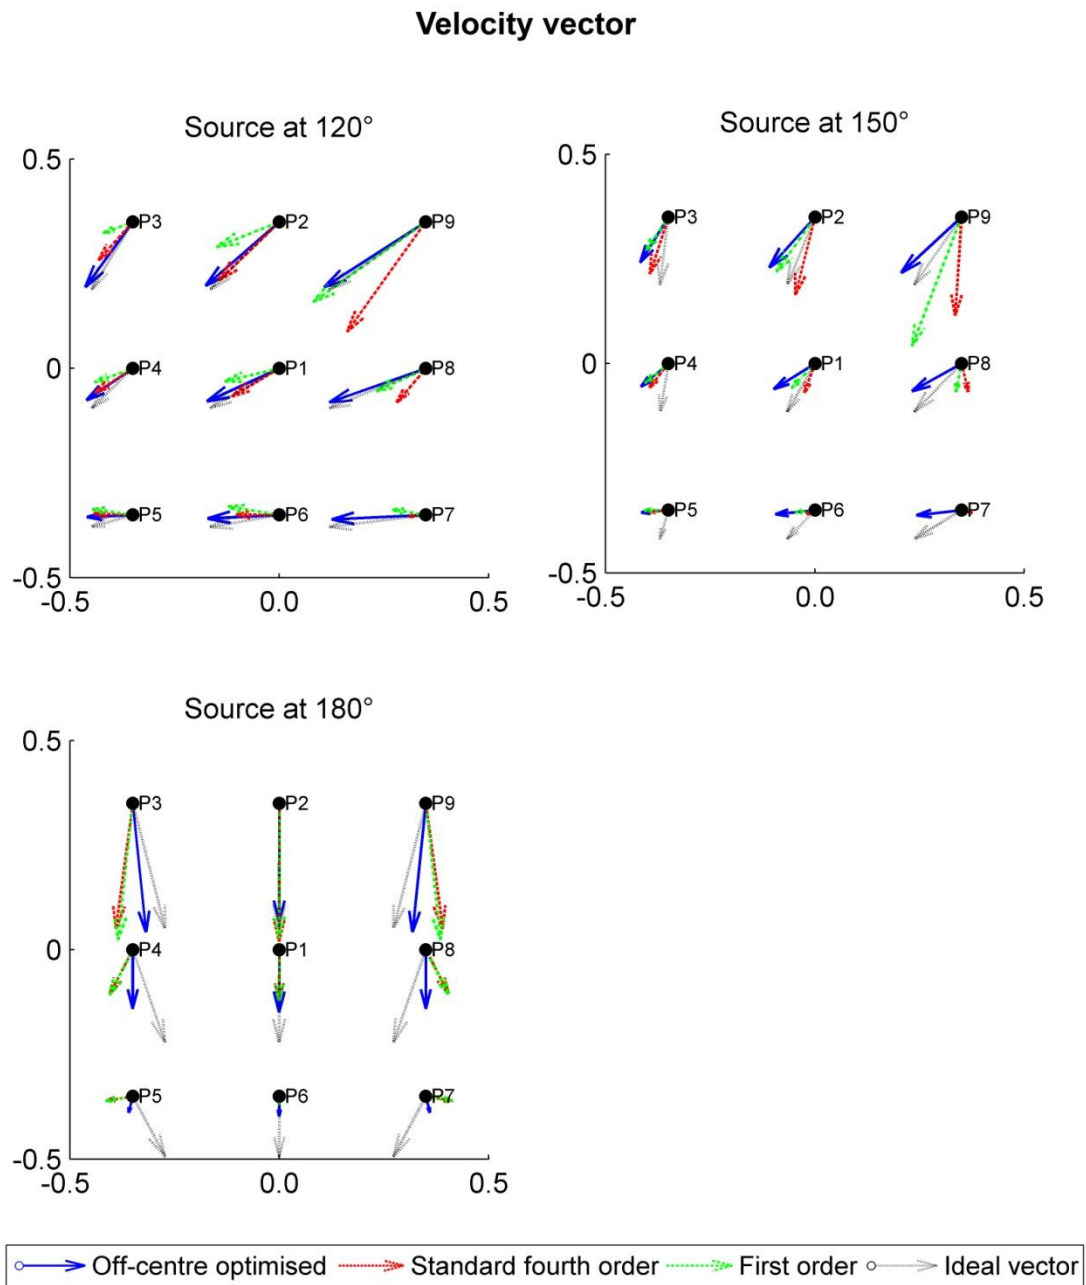 Velocity vector
Source at 120°
0.5
P3 P2 P9
0
P4 P1 P8
P5 P6 P7
-0.5
-0.5 0.0 0.5
Source at 150°
0.5
P3 P2 P9
0
P4 P1 P8
P5 P6 P7
-0.5
-0.5 0.0 0.5
Source at 180°
0.5
P3 P2 P9
0
P4 P1 P8
P5 P6 P7
-0.5
-0.5 0.0 0.5
Off-centre optimised Standard fourth order First order Ideal vector